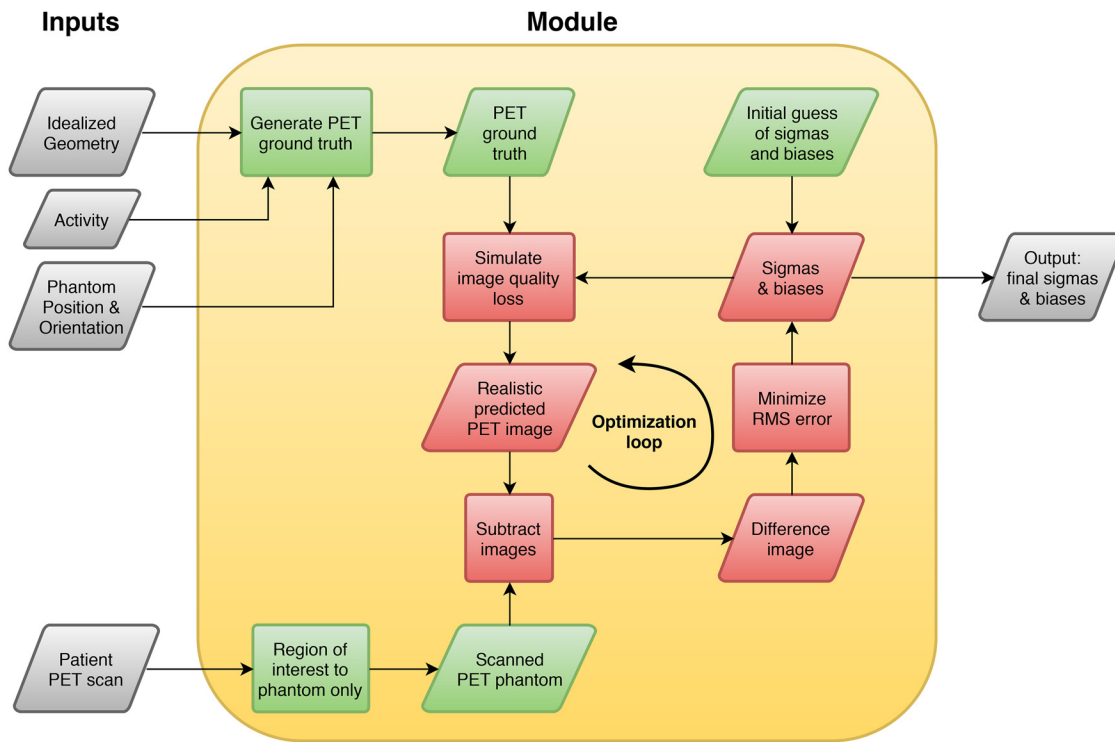 Inputs
Module
Idealized
Geometry
Generate PET
ground truth
PET
ground
truth
Initial guess
of sigmas
and biases
Activity
Phantom
Position &
Orientation
Simulate
image quality
loss
Sigmas
& biases
Output:
final sigmas
& biases
Realistic
predicted
PET image
Optimization
loop
Minimize
RMS error
Subtract
images
Difference
image
Patient
PET scan
Region of
interest to
phantom only
Scanned
PET phantom